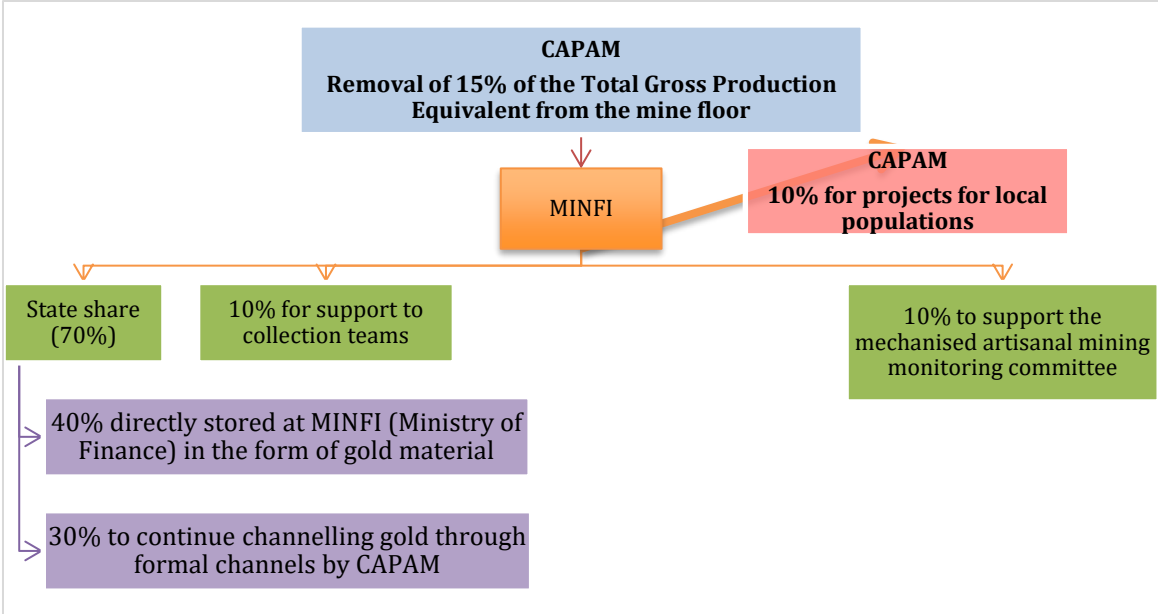 CAPAM
Removal of 15% of the Total Gross Production
Equivalent from the mine floor
CAPAM
10% for projects for local
populations
MINFI
State share
(70%)
10% for support to
collection teams
10% to support the
mechanised artisanal mining
monitoring committee
40% directly stored at MINFI (Ministry of
Finance) in the form of gold material
30% to continue channelling gold through
formal channels by CAPAM